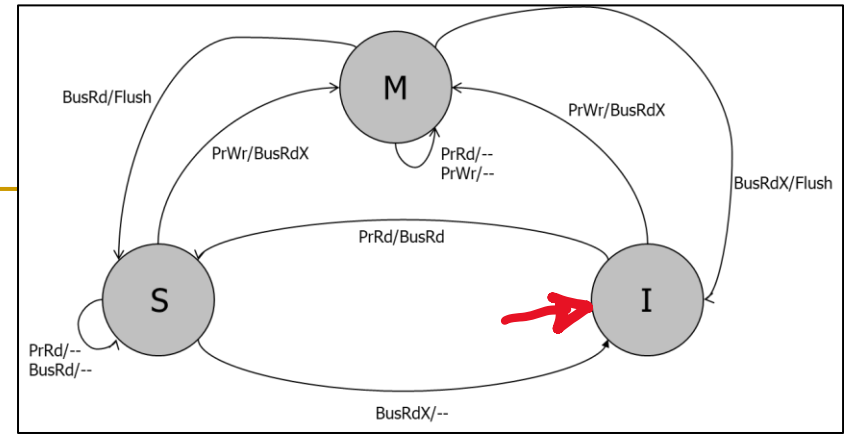 M
BusRd/Flush
PrWr/BusRdX
PrWr/BusRdX
PrRd/--
PrWr/--
BusRdX/Flush
PrRd/BusRd
S
I
PrRd/--
BusRd/--
BusRdX/--